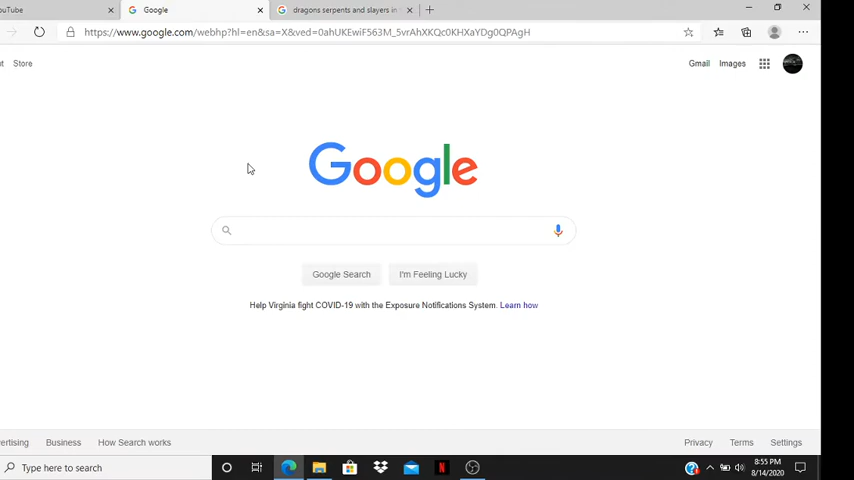 ouTube
Google
dragons serpents and slayers in
https://www.google.com/webhp?hl=en&sa=X&ved=0ahUKEwiF563M_5vrAhXKQc0KHXaYDg0QPAgH
t Store
Gmail Images
Google
Google Search I'm Feeling Lucky
Help Virginia fight COVID-19 with the Exposure Notifications System. Learn how
ertising Business How Search works
Privacy Terms Settings
Type here to search
N
8:55 PM
8/14/2020